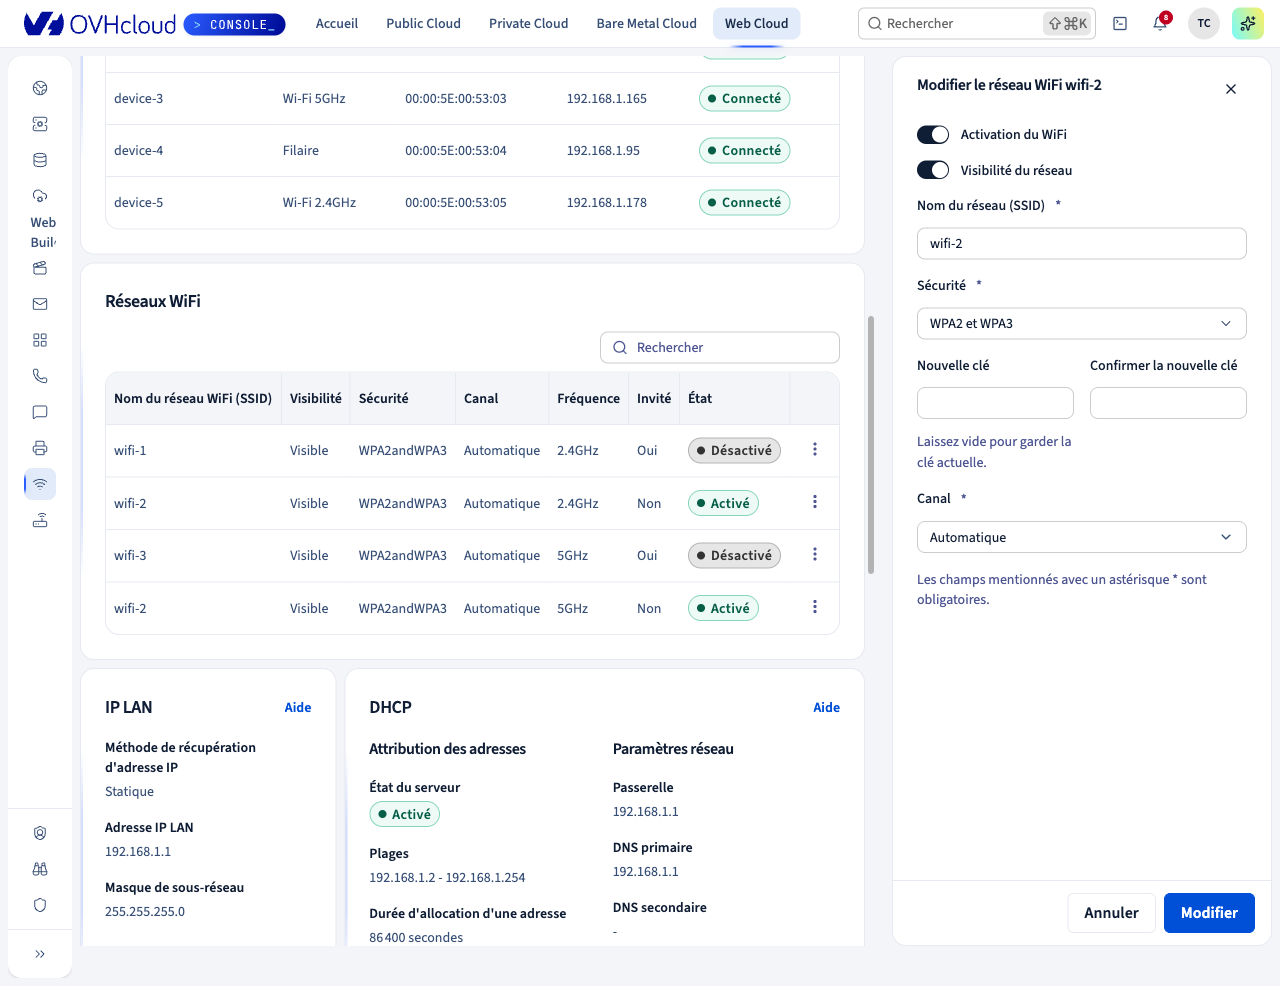 OVHcloud > CONSOLE_ Accueil Public Cloud Private Cloud Bare Metal Cloud Web Cloud Rechercher ⇧⌘K 8 TC
Web
Buil
device-3 Wi-Fi 5GHz 00:00:5E:00:53:03 192.168.1.165 Connecté
device-4 Filaire 00:00:5E:00:53:04 192.168.1.95 Connecté
device-5 Wi-Fi 2.4GHz 00:00:5E:00:53:05 192.168.1.178 Connecté
Réseaux WiFi
Rechercher
Nom du réseau WiFi (SSID) Visibilité Sécurité Canal Fréquence Invité État
wifi-1 Visible WPA2andWPA3 Automatique 2.4GHz Oui Désactivé
wifi-2 Visible WPA2andWPA3 Automatique 2.4GHz Non Activé
wifi-3 Visible WPA2andWPA3 Automatique 5GHz Oui Désactivé
wifi-2 Visible WPA2andWPA3 Automatique 5GHz Non Activé
IP LAN Aide
Méthode de récupération
d'adresse IP
Statique
Adresse IP LAN
192.168.1.1
Masque de sous-réseau
255.255.255.0
DHCP Aide
Attribution des adresses
État du serveur
Activé
Plages
192.168.1.2 - 192.168.1.254
Durée d'allocation d'une adresse
86 400 secondes
Paramètres réseau
Passerelle
192.168.1.1
DNS primaire
192.168.1.1
DNS secondaire
-
Modifier le réseau WiFi wifi-2
Activation du WiFi
Visibilité du réseau
Nom du réseau (SSID) *
wifi-2
Sécurité *
WPA2 et WPA3
Nouvelle clé Confirmer la nouvelle clé
Laissez vide pour garder la
clé actuelle.
Canal *
Automatique
Les champs mentionnés avec un astérisque * sont
obligatoires.
Annuler Modifier